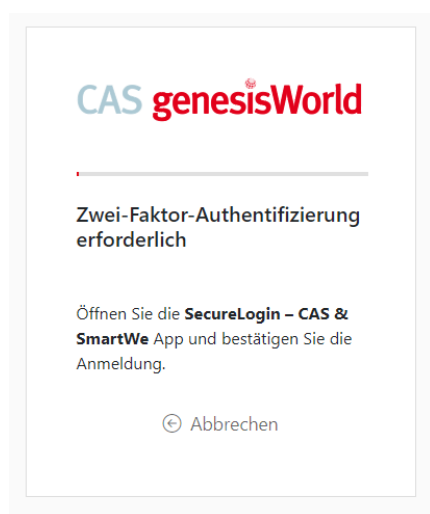 CAS genesisWorld
Zwei-Faktor-Authentifizierung
erforderlich
Öffnen Sie die SecureLogin – CAS &
SmartWe App und bestätigen Sie die
Anmeldung.
Abbrechen